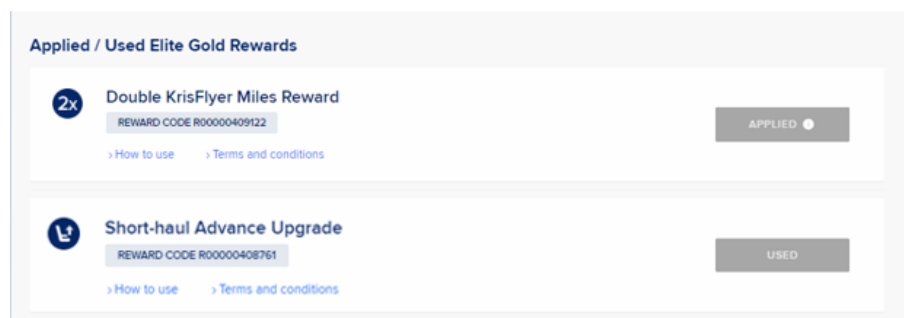 Applied / Used Elite Gold Rewards
2x
Double KrisFlyer Miles Reward
REWARD CODE R00000409122
APPLIED
› How to use › Terms and conditions
Short-haul Advance Upgrade
REWARD CODE R00000408761
USED
› How to use › Terms and conditions